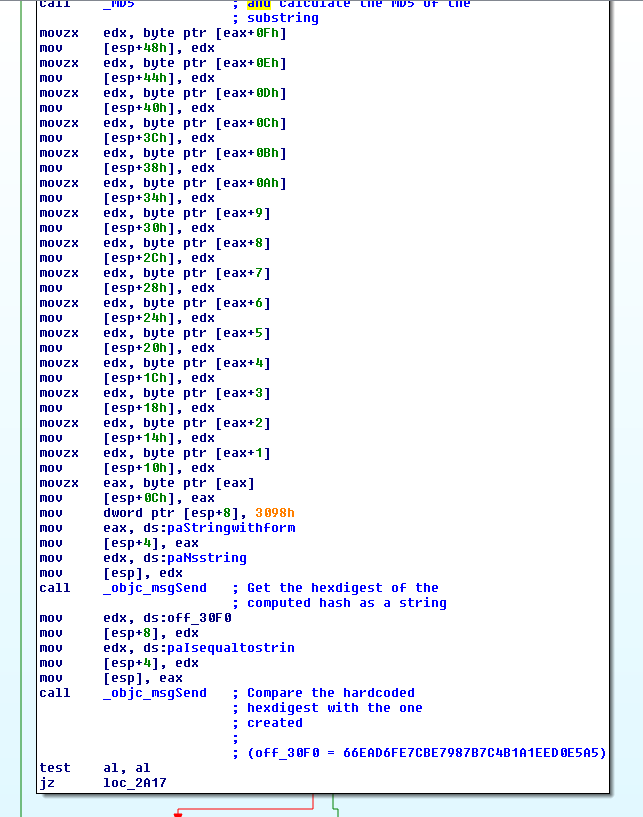 call _MD5 ; and calculate the MD5 of the
; substring
movzx edx, byte ptr [eax+0Fh]
mov [esp+48h], edx
movzx edx, byte ptr [eax+0Eh]
mov [esp+44h], edx
movzx edx, byte ptr [eax+0Dh]
mov [esp+40h], edx
movzx edx, byte ptr [eax+0Ch]
mov [esp+3Ch], edx
movzx edx, byte ptr [eax+0Bh]
mov [esp+38h], edx
movzx edx, byte ptr [eax+0Ah]
mov [esp+34h], edx
movzx edx, byte ptr [eax+9]
mov [esp+30h], edx
movzx edx, byte ptr [eax+8]
mov [esp+2Ch], edx
movzx edx, byte ptr [eax+7]
mov [esp+28h], edx
movzx edx, byte ptr [eax+6]
mov [esp+24h], edx
movzx edx, byte ptr [eax+5]
mov [esp+20h], edx
movzx edx, byte ptr [eax+4]
mov [esp+1Ch], edx
movzx edx, byte ptr [eax+3]
mov [esp+18h], edx
movzx edx, byte ptr [eax+2]
mov [esp+14h], edx
movzx edx, byte ptr [eax+1]
mov [esp+10h], edx
movzx eax, byte ptr [eax]
mov [esp+0Ch], eax
mov dword ptr [esp+8], 3098h
mov eax, ds:paStringwithform
mov [esp+4], eax
mov edx, ds:paNsstring
mov [esp], edx
call _objc_msgSend ; Get the hexdigest of the
; computed hash as a string
mov edx, ds:off_30F0
mov [esp+8], edx
mov edx, ds:paIsequaltostrin
mov [esp+4], edx
mov [esp], eax
call _objc_msgSend ; Compare the hardcoded
; hexdigest with the one
; created
;
; (off_30F0 = 66EAD6FE7CBE7987B7C4B1A1EED0E5A5)
test al, al
jz loc_2A17